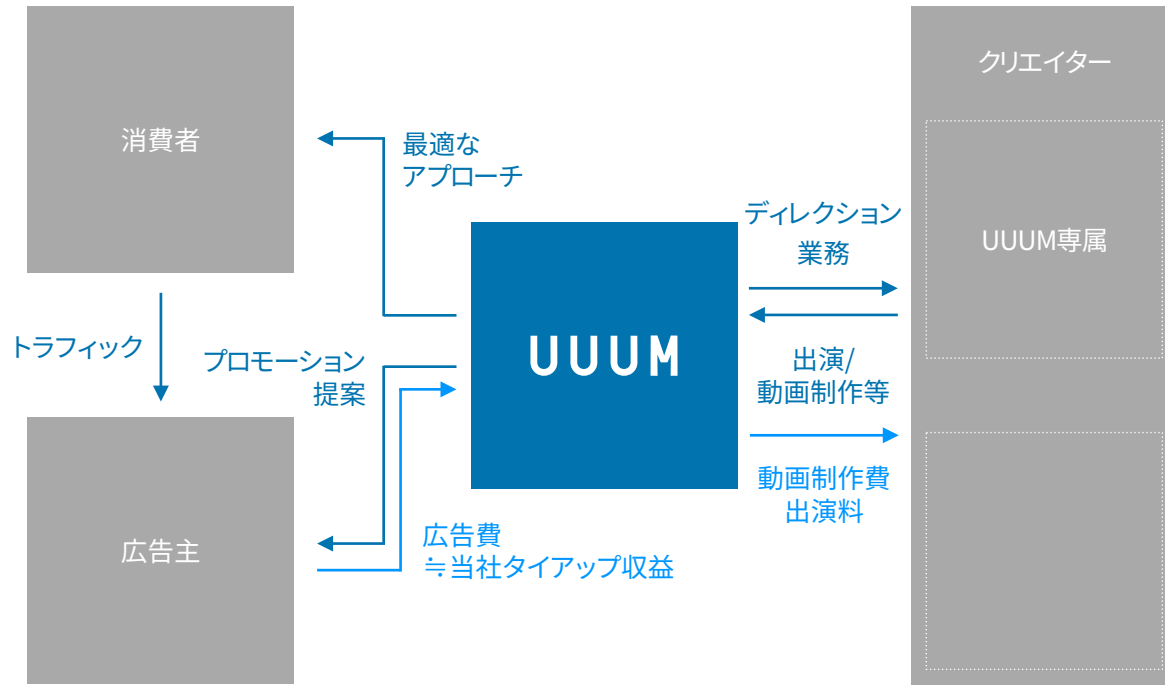 消費者
最適な
アプローチ
トラフィック
プロモーション
提案
広告主
広告費
≒当社タイアップ収益
UUUM
ディレクション
業務
出演/
動画制作等
動画制作費
出演料
クリエイター
UUUM専属